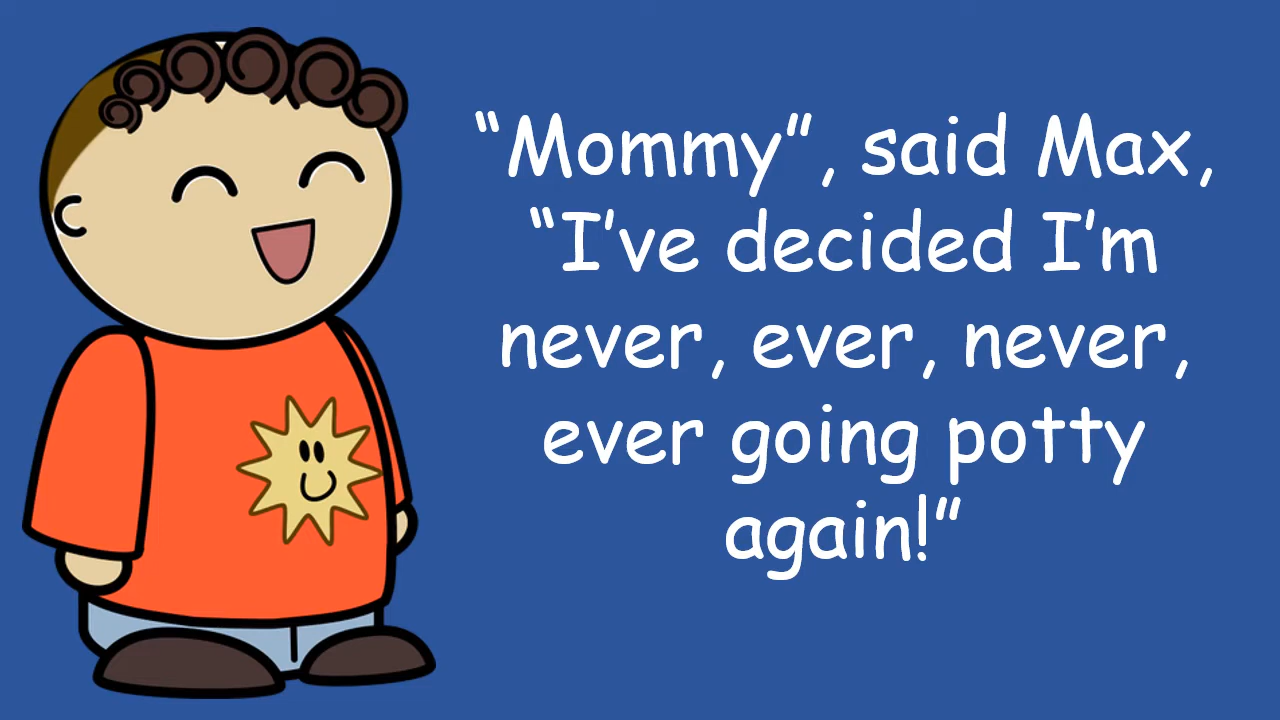 “Mommy”, said Max,
“I’ve decided I’m
never, ever, never,
ever going potty
again!”